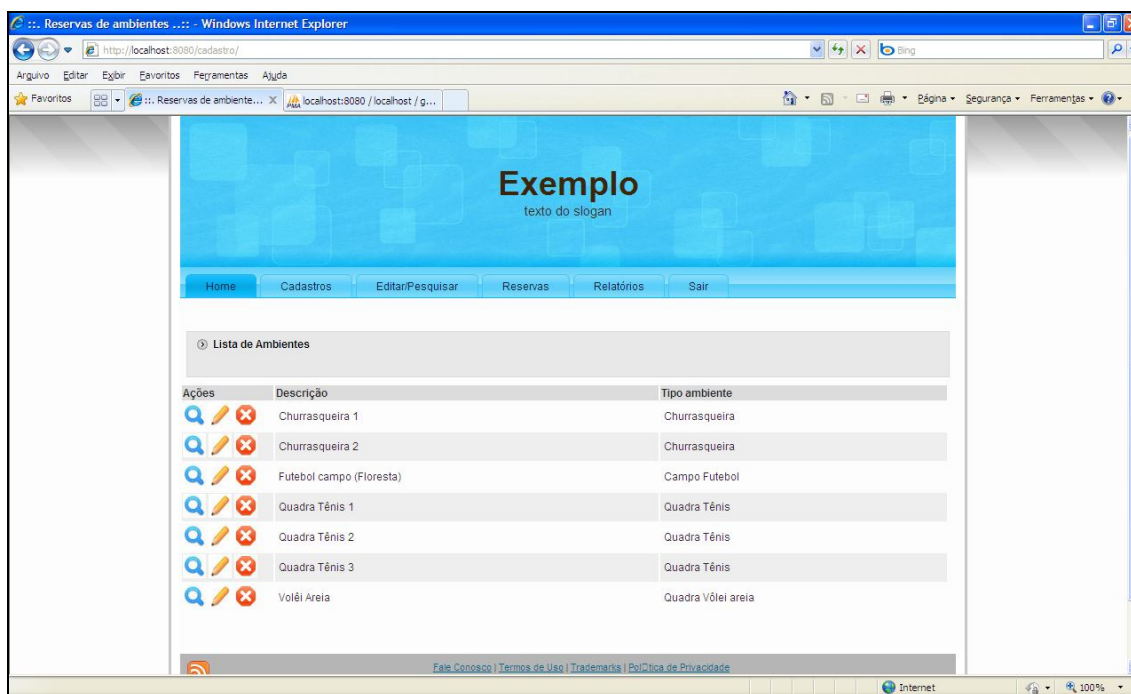 ::. Reservas de ambientes ..:: - Windows Internet Explorer
http://localhost:8080/cadastro/
Bing
Arquivo Editar Exibir Favoritos Ferramentas Ajuda
Favoritos ::. Reservas de ambiente... X localhost:8080 / localhost / g... Página Segurança Ferramentas
Exemplo
texto do slogan
Home Cadastros Editar/Pesquisar Reservas Relatórios Sair
Lista de Ambientes
Ações Descrição Tipo ambiente
Churrasqueira 1 Churrasqueira
Churrasqueira 2 Churrasqueira
Futebol campo (Floresta) Campo Futebol
Quadra Tênis 1 Quadra Tênis
Quadra Tênis 2 Quadra Tênis
Quadra Tênis 3 Quadra Tênis
Volêi Areia Quadra Vôlei areia
Fale Conosco | Termos de Uso | Trademarks | Pol□tica de Privacidade
Internet 100%